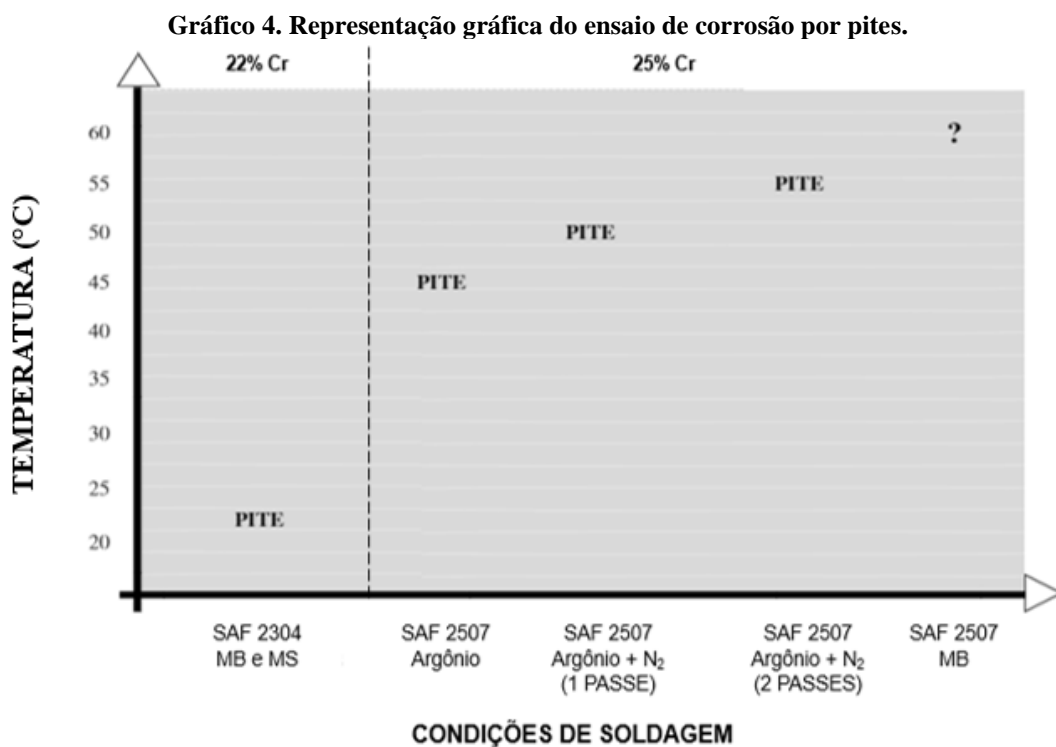 Gráfico 4. Representação gráfica do ensaio de corrosão por pites.
22% Cr
25% Cr
TEMPERATURA (°C)
60
55
50
45
40
35
30
25
20
?
PITE
PITE
PITE
PITE
SAF 2304
MB e MS
SAF 2507
Argônio
SAF 2507
Argônio + N₂
(1 PASSE)
SAF 2507
Argônio + N₂
(2 PASSES)
SAF 2507
MB
CONDIÇÕES DE SOLDAGEM